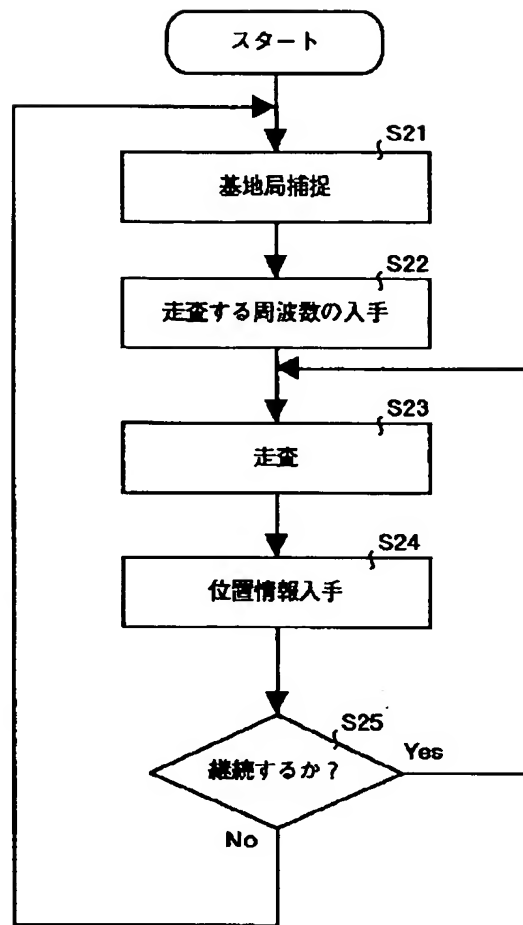 スタート
S21
基地局捕捉
S22
走査する周波数の入手
S23
走査
S24
位置情報入手
S25
継続するか?
Yes
No